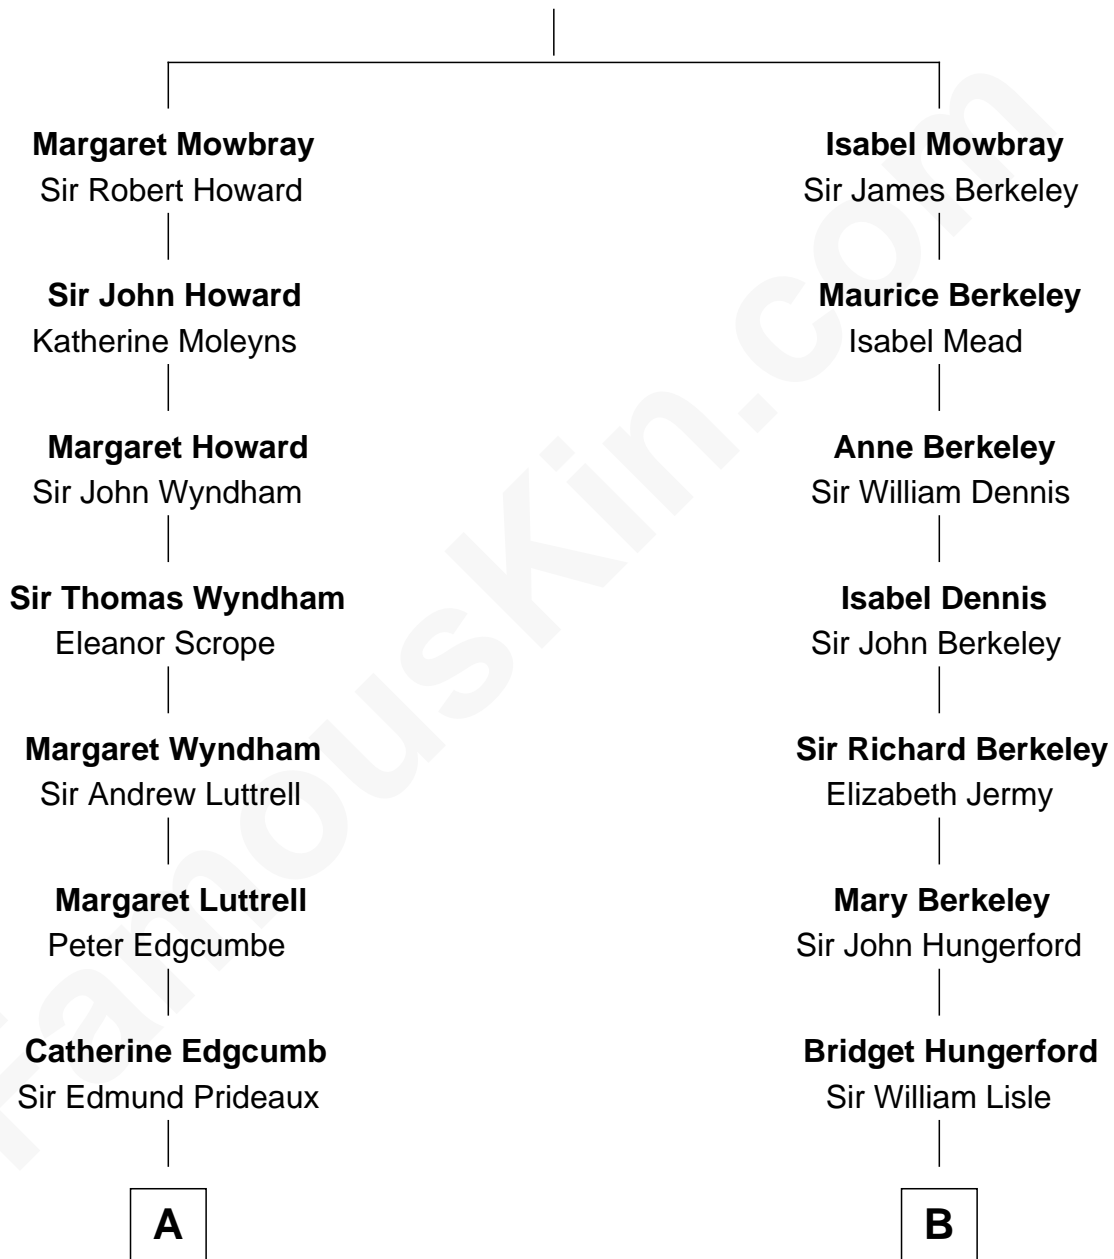 Margaret Mowbray
Sir Robert Howard
Isabel Mowbray
Sir James Berkeley
Sir John Howard
Katherine Moleyns
Maurice Berkeley
Isabel Mead
Margaret Howard
Sir John Wyndham
Anne Berkeley
Sir William Dennis
Sir Thomas Wyndham
Eleanor Scrope
Isabel Dennis
Sir John Berkeley
Margaret Wyndham
Sir Andrew Luttrell
Sir Richard Berkeley
Elizabeth Jermy
Margaret Luttrell
Peter Edgcumbe
Mary Berkeley
Sir John Hungerford
Catherine Edgcumb
Sir Edmund Prideaux
Bridget Hungerford
Sir William Lisle
A
B
FamousKin.com